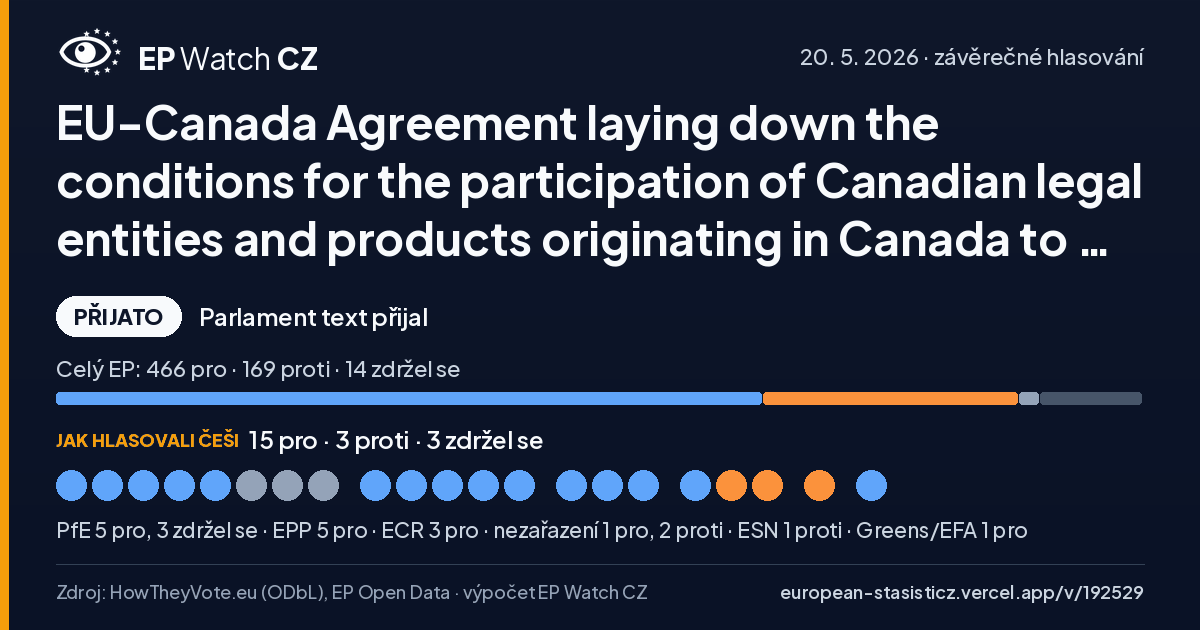 EP Watch CZ
20. 5. 2026 · závěrečné hlasování
EU–Canada Agreement laying down the
conditions for the participation of Canadian legal
entities and products originating in Canada to …
PŘIJATO Parlament text přijal
Celý EP: 466 pro · 169 proti · 14 zdržel se
JAK HLASOVALI ČEŠI 15 pro · 3 proti · 3 zdržel se
PfE 5 pro, 3 zdržel se · EPP 5 pro · ECR 3 pro · nezařazení 1 pro, 2 proti · ESN 1 proti · Greens/EFA 1 pro
Zdroj: HowTheyVote.eu (ODbL), EP Open Data · výpočet EP Watch CZ
european-stasisticz.vercel.app/v/192529